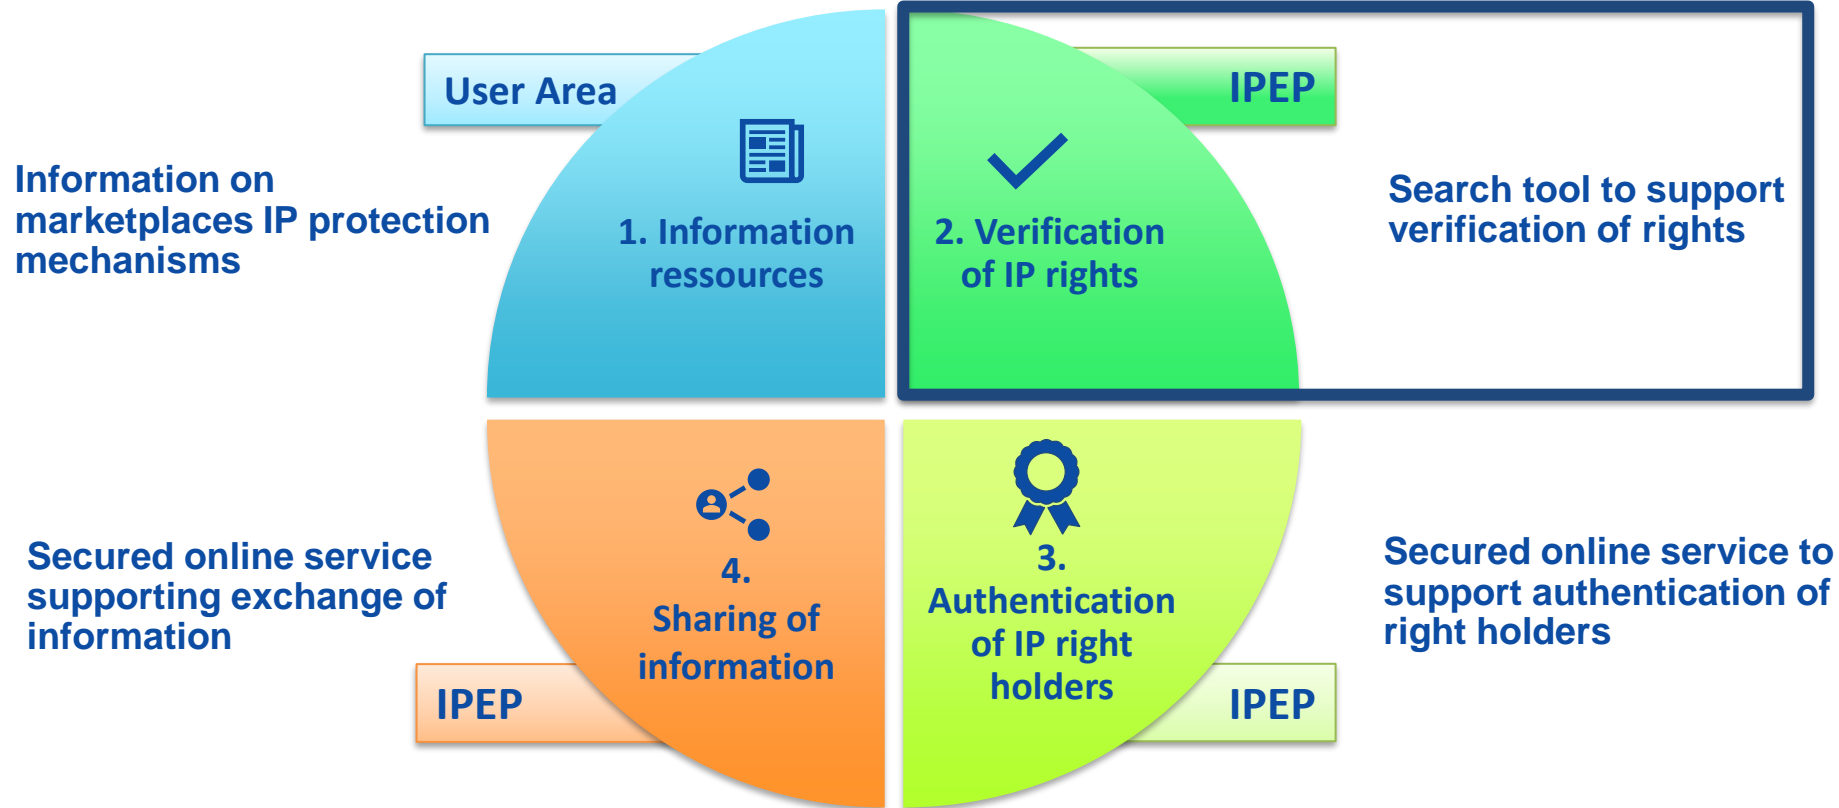 User Area
Information on
marketplaces IP protection
mechanisms
1. Information
ressources
IPEP
2. Verification
of IP rights
Search tool to support
verification of rights
3.
Authentication
of IP right
holders
IPEP
Secured online service to
support authentication of
right holders
4.
Sharing of
information
IPEP
Secured online service
supporting exchange of
information